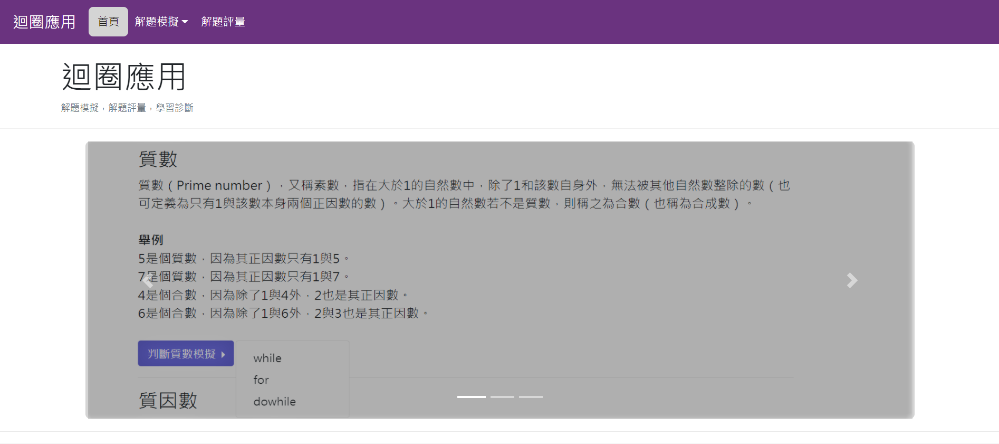 迴圈應用 首頁 解題模擬 解題評量
迴圈應用
解題模擬，解題評量，學習診斷
質數
質數（Prime number），又稱素數，指在大於1的自然數中，除了1和該數自身外，無法被其他自然數整除的數（也
可定義為只有1與該數本身兩個正因數的數）。大於1的自然數若不是質數，則稱之為合數（也稱為合成數）。
舉例
5是個質數，因為其正因數只有1與5。
7是個質數，因為其正因數只有1與7。
4是個合數，因為除了1與4外，2也是其正因數。
6是個合數，因為除了1與6外，2與3也是其正因數。
判斷質數模擬
while
for
dowhile
質因數